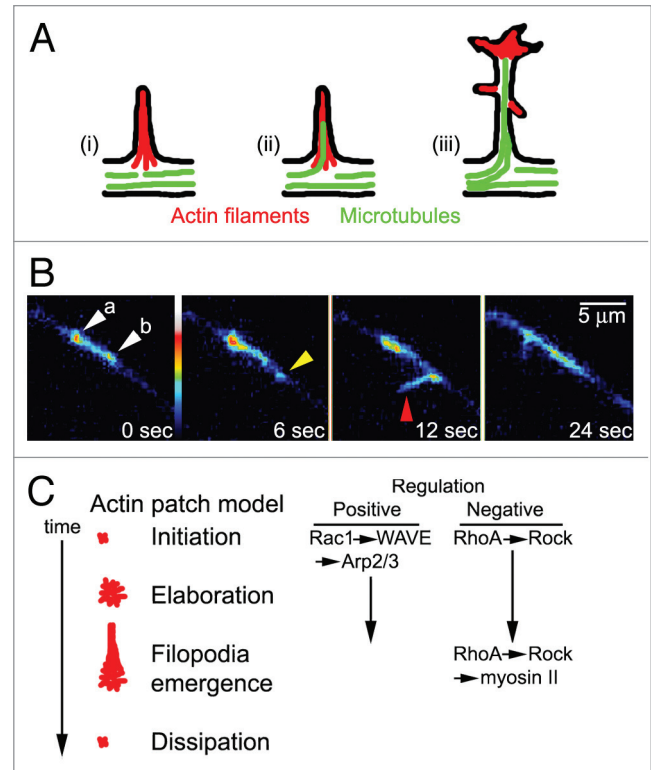 A
(i)
(ii)
(iii)
Actin filaments Microtubules
B
a
b
5 μm
0 sec
6 sec
12 sec
24 sec
C
Actin patch model
time
Initiation
Elaboration
Filopodia
emergence
Dissipation
Regulation
Positive
Rac1→WAVE
→Arp2/3
Negative
RhoA→Rock
RhoA→Rock
→myosin II